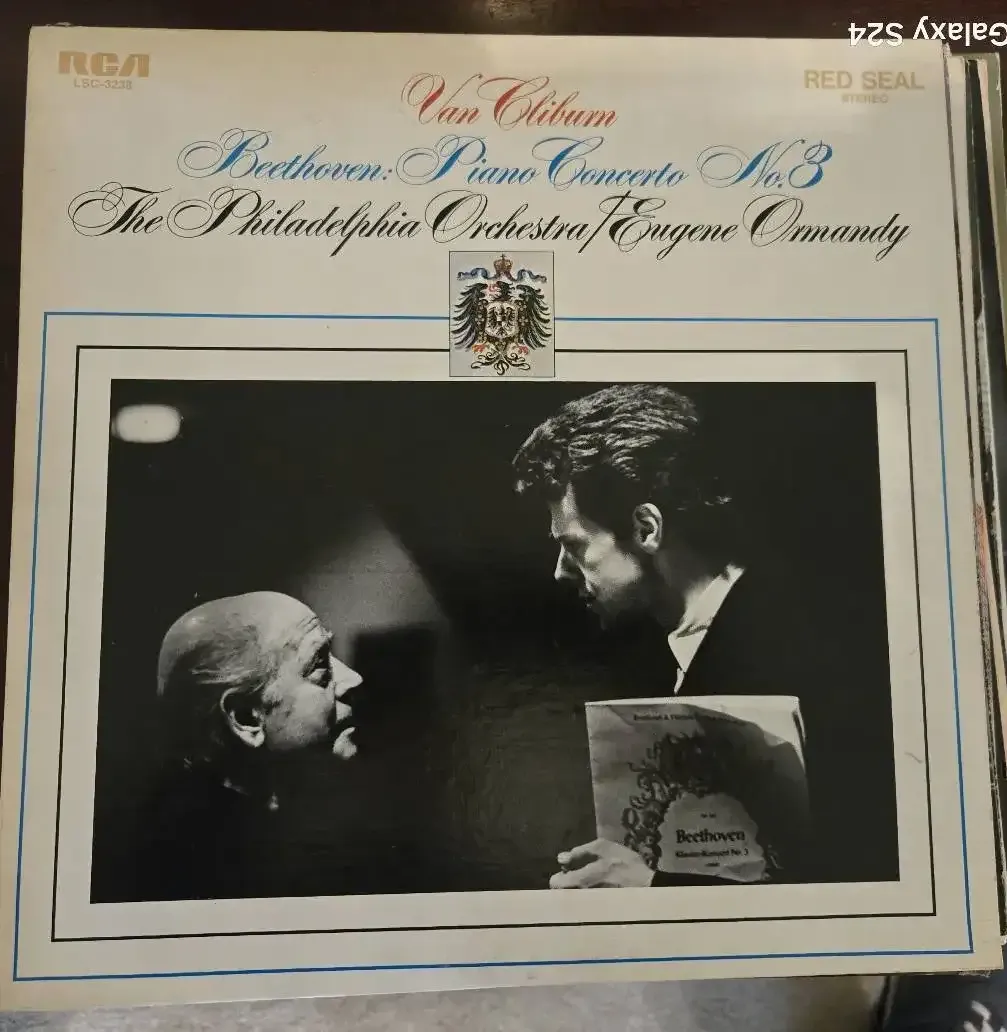 Galaxy S24
RCA
LSC-3238
RED SEAL
STEREO
Van Cliburn
Beethoven: Piano Concerto No. 3
The Philadelphia Orchestra/Eugene Ormandy
Beethoven
Klavier-Konzert Nr. 3